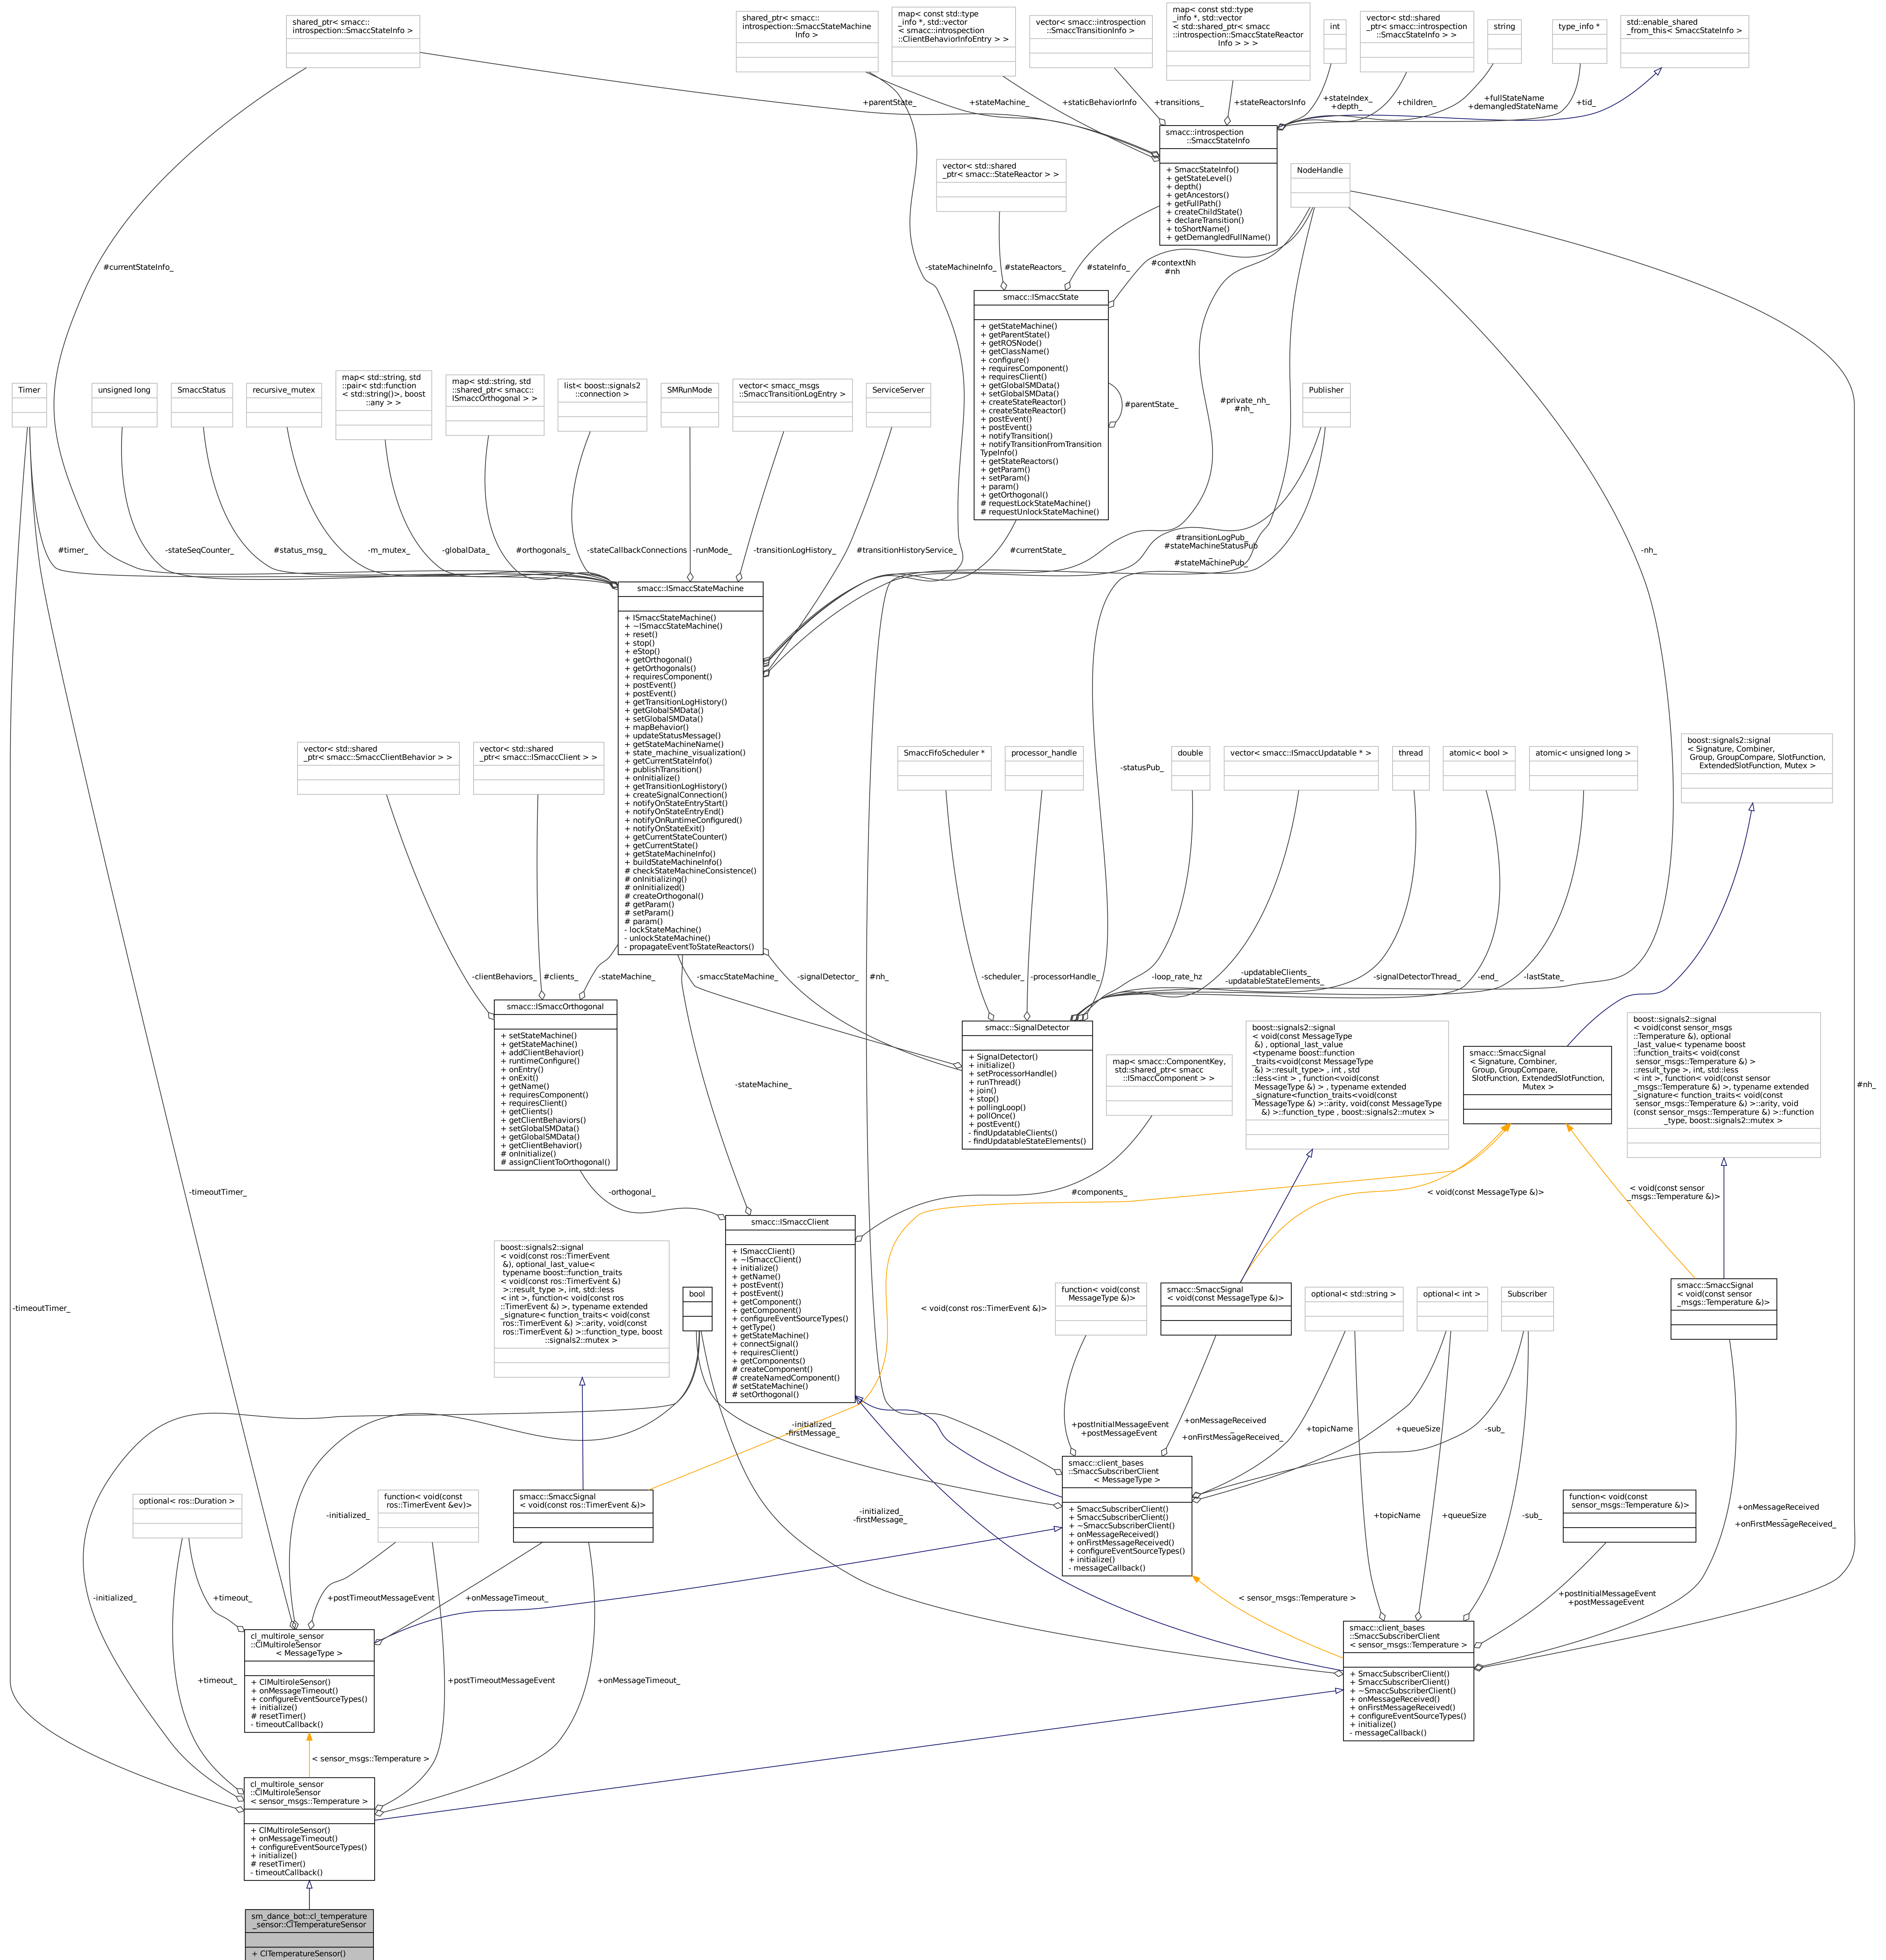 shared_ptr< smacc::
introspection::SmaccStateInfo >
shared_ptr< smacc::
introspection::SmaccStateMachine
Info >
map< const std::type
_info *, std::vector
< smacc::introspection
::ClientBehaviorInfoEntry > >
vector< smacc::introspection
::SmaccTransitionInfo >
map< const std::type
_info *, std::vector
< std::shared_ptr< smacc
::introspection::SmaccStateReactor
Info > > >
int
vector< std::shared
_ptr< smacc::introspection
::SmaccStateInfo > >
string
type_info *
std::enable_shared
_from_this< SmaccStateInfo >
+parentState_
+stateMachine_
+staticBehaviorInfo
+transitions_
+stateReactorsInfo
+stateIndex_
+depth_
+children_
+fullStateName
+demangledStateName
+tid_
smacc::introspection
::SmaccStateInfo
+ SmaccStateInfo()
+ getStateLevel()
+ depth()
+ getAncestors()
+ getFullPath()
+ createChildState()
+ declareTransition()
+ toShortName()
+ getDemangledFullName()
vector< std::shared
_ptr< smacc::StateReactor > >
NodeHandle
#currentStateInfo_
-stateMachineInfo_
#stateReactors_
#stateInfo_
#contextNh
#nh
smacc::ISmaccState
+ getStateMachine()
+ getParentState()
+ getROSNode()
+ getClassName()
+ configure()
+ requiresComponent()
+ requiresClient()
+ getGlobalSMData()
+ setGlobalSMData()
+ createStateReactor()
+ createStateReactor()
+ postEvent()
+ postEvent()
+ notifyTransition()
+ notifyTransitionFromTransition
TypeInfo()
+ getStateReactors()
+ getParam()
+ setParam()
+ param()
+ getOrthogonal()
# requestLockStateMachine()
# requestUnlockStateMachine()
#parentState_
#private_nh_
#nh_
Timer
unsigned long
SmaccStatus
recursive_mutex
map< std::string, std
::pair< std::function
< std::string()>, boost
::any > >
map< std::string, std
::shared_ptr< smacc::
ISmaccOrthogonal > >
list< boost::signals2
::connection >
SMRunMode
vector< smacc_msgs
::SmaccTransitionLogEntry >
ServiceServer
Publisher
#timer_
-stateSeqCounter_
#status_msg_
-m_mutex_
-globalData_
#orthogonals_
-stateCallbackConnections
-runMode_
-transitionLogHistory_
#transitionHistoryService_
#currentState_
#transitionLogPub_
#stateMachineStatusPub
_
#stateMachinePub_
-nh_
smacc::ISmaccStateMachine
+ ISmaccStateMachine()
+ ~ISmaccStateMachine()
+ reset()
+ stop()
+ eStop()
+ getOrthogonal()
+ getOrthogonals()
+ requiresComponent()
+ postEvent()
+ postEvent()
+ getTransitionLogHistory()
+ getGlobalSMData()
+ setGlobalSMData()
+ mapBehavior()
+ updateStatusMessage()
+ getStateMachineName()
+ state_machine_visualization()
+ getCurrentStateInfo()
+ publishTransition()
+ onInitialize()
+ getTransitionLogHistory()
+ createSignalConnection()
+ notifyOnStateEntryStart()
+ notifyOnStateEntryEnd()
+ notifyOnRuntimeConfigured()
+ notifyOnStateExit()
+ getCurrentStateCounter()
+ getCurrentState()
+ getStateMachineInfo()
+ buildStateMachineInfo()
# checkStateMachineConsistence()
# onInitializing()
# onInitialized()
# createOrthogonal()
# getParam()
# setParam()
# param()
- lockStateMachine()
- unlockStateMachine()
- propagateEventToStateReactors()
vector< std::shared
_ptr< smacc::SmaccClientBehavior > >
vector< std::shared
_ptr< smacc::ISmaccClient > >
SmaccFifoScheduler *
processor_handle
-statusPub_
double
vector< smacc::ISmaccUpdatable * >
thread
atomic< bool >
atomic< unsigned long >
boost::signals2::signal
< Signature, Combiner,
Group, GroupCompare, SlotFunction,
ExtendedSlotFunction, Mutex >
-clientBehaviors_
#clients_
-stateMachine_
-smaccStateMachine_
-signalDetector_
#nh_
-scheduler_
-processorHandle_
-loop_rate_hz
-updatableClients_
-updatableStateElements_
-signalDetectorThread_
-end_
-lastState_
smacc::ISmaccOrthogonal
+ setStateMachine()
+ getStateMachine()
+ addClientBehavior()
+ runtimeConfigure()
+ onEntry()
+ onExit()
+ getName()
+ requiresComponent()
+ requiresClient()
+ getClients()
+ getClientBehaviors()
+ setGlobalSMData()
+ getGlobalSMData()
+ getClientBehavior()
# onInitialize()
# assignClientToOrthogonal()
-stateMachine_
smacc::SignalDetector
+ SignalDetector()
+ initialize()
+ setProcessorHandle()
+ runThread()
+ join()
+ stop()
+ pollingLoop()
+ pollOnce()
+ postEvent()
- findUpdatableClients()
- findUpdatableStateElements()
map< smacc::ComponentKey,
std::shared_ptr< smacc
::ISmaccComponent > >
boost::signals2::signal
< void(const MessageType
&) , optional_last_value
<typename boost::function
_traits<void(const MessageType
&) >::result_type> , int , std
::less<int > , function<void(const
MessageType &) > , typename extended
_signature<function_traits<void(const
MessageType &) >::arity, void(const MessageType
&) >::function_type , boost::signals2::mutex >
smacc::SmaccSignal
< Signature, Combiner,
Group, GroupCompare,
SlotFunction, ExtendedSlotFunction,
Mutex >
boost::signals2::signal
< void(const sensor_msgs
::Temperature &), optional
_last_value< typename boost
::function_traits< void(const
sensor_msgs::Temperature &) >
::result_type >, int, std::less
< int >, function< void(const sensor
_msgs::Temperature &) >, typename extended
_signature< function_traits< void(const
sensor_msgs::Temperature &) >::arity, void
(const sensor_msgs::Temperature &) >::function
_type, boost::signals2::mutex >
#nh_
-timeoutTimer_
-orthogonal_
#components_
< void(const MessageType &)>
< void(const sensor
_msgs::Temperature &)>
smacc::ISmaccClient
+ ISmaccClient()
+ ~ISmaccClient()
+ initialize()
+ getName()
+ postEvent()
+ postEvent()
+ getComponent()
+ getComponent()
+ configureEventSourceTypes()
+ getType()
+ getStateMachine()
+ connectSignal()
+ requiresClient()
+ getComponents()
# createComponent()
# createNamedComponent()
# setStateMachine()
# setOrthogonal()
boost::signals2::signal
< void(const ros::TimerEvent
&), optional_last_value<
typename boost::function_traits
< void(const ros::TimerEvent &)
>::result_type >, int, std::less
< int >, function< void(const ros
::TimerEvent &) >, typename extended
_signature< function_traits< void(const
ros::TimerEvent &) >::arity, void(const
ros::TimerEvent &) >::function_type, boost
::signals2::mutex >
bool
-timeoutTimer_
< void(const ros::TimerEvent &)>
function< void(const
MessageType &)>
smacc::SmaccSignal
< void(const MessageType &)>
optional< std::string >
optional< int >
Subscriber
smacc::SmaccSignal
< void(const sensor
_msgs::Temperature &)>
-initialized_
-firstMessage_
+postInitialMessageEvent
+postMessageEvent
+onMessageReceived
_
+onFirstMessageReceived_
+topicName
+queueSize
-sub_
smacc::client_bases
::SmaccSubscriberClient
< MessageType >
+ SmaccSubscriberClient()
+ SmaccSubscriberClient()
+ ~SmaccSubscriberClient()
+ onMessageReceived()
+ onFirstMessageReceived()
+ configureEventSourceTypes()
+ initialize()
- messageCallback()
optional< ros::Duration >
-initialized_
function< void(const
ros::TimerEvent &ev)>
smacc::SmaccSignal
< void(const ros::TimerEvent &)>
-initialized_
-firstMessage_
+topicName
+queueSize
-sub_
function< void(const
sensor_msgs::Temperature &)>
+onMessageReceived
_
+onFirstMessageReceived_
-initialized_
+timeout_
+postTimeoutMessageEvent
+onMessageTimeout_
< sensor_msgs::Temperature >
+postInitialMessageEvent
+postMessageEvent
cl_multirole_sensor
::ClMultiroleSensor
< MessageType >
+ ClMultiroleSensor()
+ onMessageTimeout()
+ configureEventSourceTypes()
+ initialize()
# resetTimer()
- timeoutCallback()
+timeout_
+postTimeoutMessageEvent
+onMessageTimeout_
smacc::client_bases
::SmaccSubscriberClient
< sensor_msgs::Temperature >
+ SmaccSubscriberClient()
+ SmaccSubscriberClient()
+ ~SmaccSubscriberClient()
+ onMessageReceived()
+ onFirstMessageReceived()
+ configureEventSourceTypes()
+ initialize()
- messageCallback()
< sensor_msgs::Temperature >
cl_multirole_sensor
::ClMultiroleSensor
< sensor_msgs::Temperature >
+ ClMultiroleSensor()
+ onMessageTimeout()
+ configureEventSourceTypes()
+ initialize()
# resetTimer()
- timeoutCallback()
sm_dance_bot::cl_temperature
_sensor::ClTemperatureSensor
+ ClTemperatureSensor()